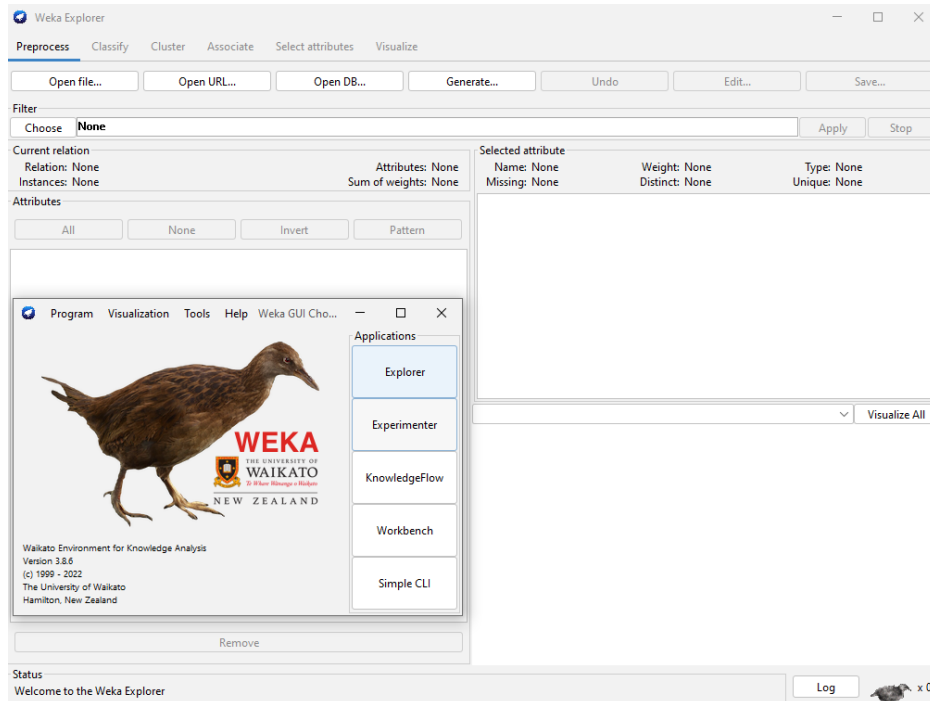 Weka Explorer
Preprocess Classify Cluster Associate Select attributes Visualize
Open file... Open URL... Open DB... Generate... Undo Edit... Save...
Filter
Choose None Apply Stop
Current relation
Relation: None Attributes: None
Instances: None Sum of weights: None
Selected attribute
Name: None Weight: None Type: None
Missing: None Distinct: None Unique: None
Attributes
All None Invert Pattern
Program Visualization Tools Help Weka GUI Cho...
Applications
Explorer
Experimenter
KnowledgeFlow
Workbench
Simple CLI
WEKA
THE UNIVERSITY OF
WAIKATO
Te Whare Wānanga o Waikato
NEW ZEALAND
Waikato Environment for Knowledge Analysis
Version 3.8.6
(c) 1999 - 2022
The University of Waikato
Hamilton, New Zealand
Visualize All
Remove
Status
Welcome to the Weka Explorer
Log x 0